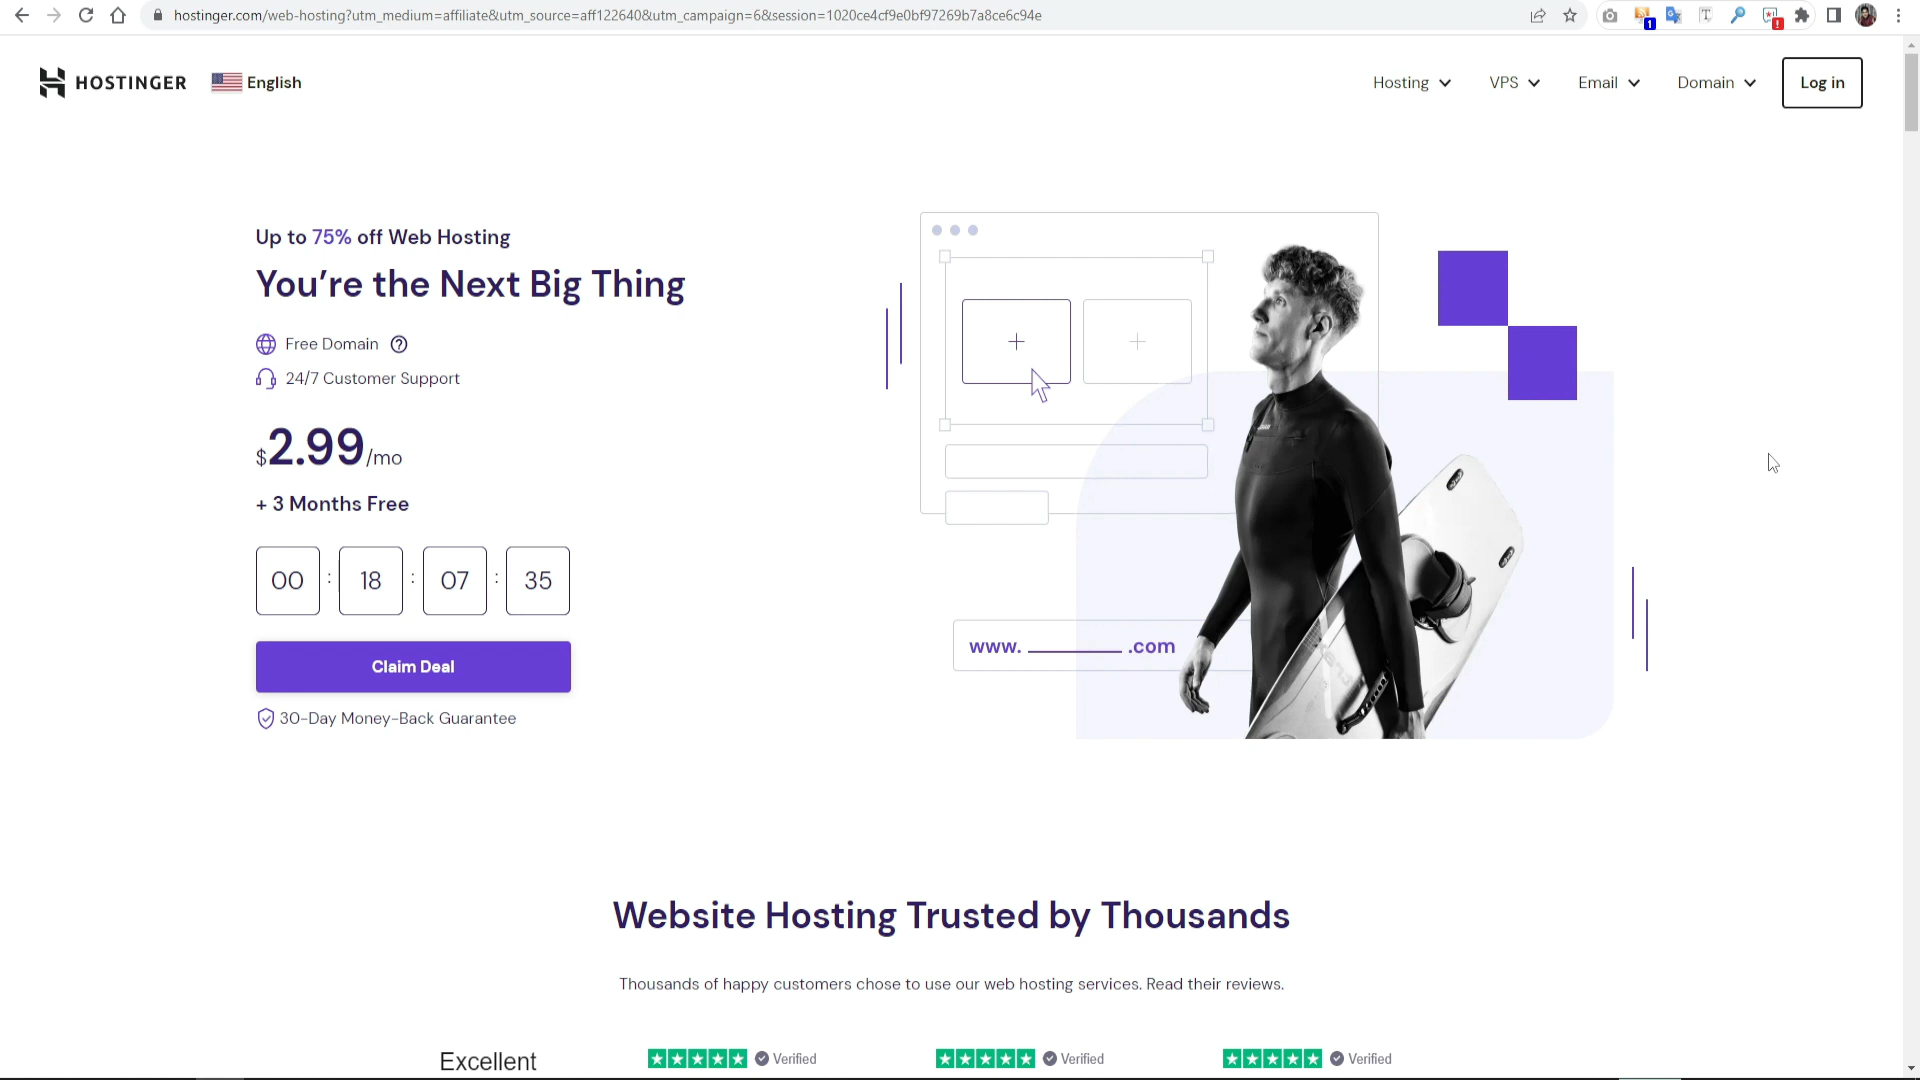 hostinger.com/web-hosting?utm_medium=affiliate&utm_source=aff122640&utm_campaign=6&session=1020ce4cf9e0bf97269b7a8ce6c94e
1
HOSTINGER English Hosting VPS Email Domain Log in
Up to 75% off Web Hosting
You’re the Next Big Thing
Free Domain
24/7 Customer Support
$2.99/mo
+ 3 Months Free
00 : 18 : 07 : 35
Claim Deal
30-Day Money-Back Guarantee
www. ________ .com
Website Hosting Trusted by Thousands
Thousands of happy customers chose to use our web hosting services. Read their reviews.
Excellent Verified Verified Verified